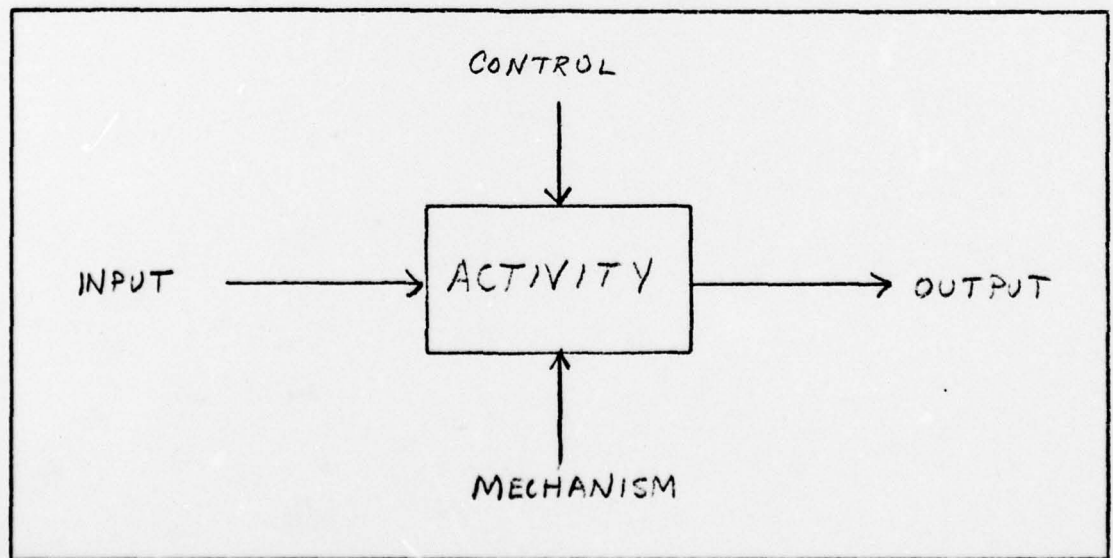 CONTROL
INPUT
ACTIVITY
OUTPUT
MECHANISM